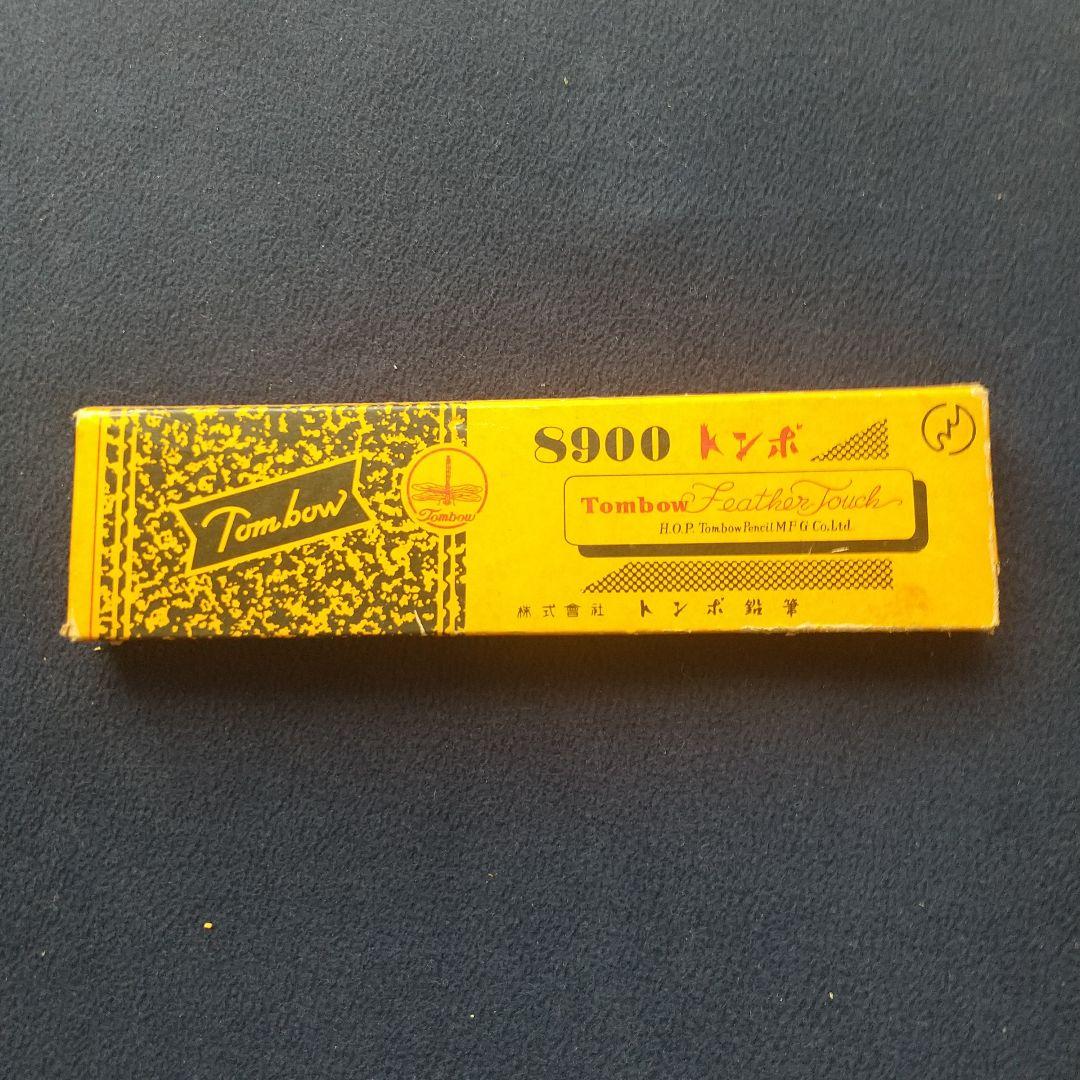 Tombow
Tombow
8900 トンボ
Tombow Feather Touch
H.O.P. Tombow Pencil MFG Co., Ltd.
株式會社 トンボ鉛筆